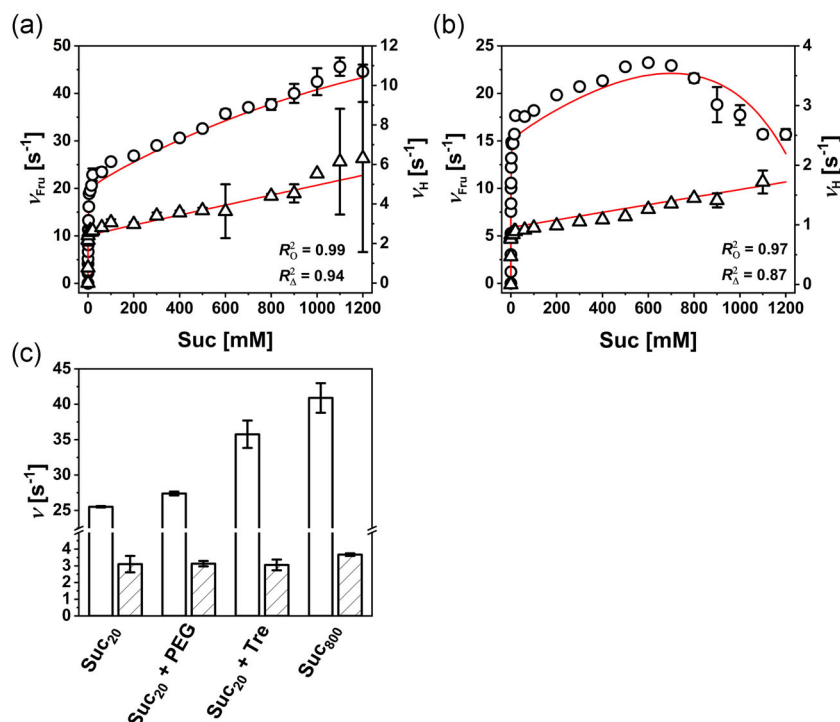 (a)
50
40
30
20
10
0
νFru [s⁻¹]
12
10
8
6
4
2
0
νH [s⁻¹]
R²O = 0.99
R²Δ = 0.94
0 200 400 600 800 1000 1200
Suc [mM]
(b)
25
20
15
10
5
0
νFru [s⁻¹]
4
3
2
1
0
νH [s⁻¹]
R²O = 0.97
R²Δ = 0.87
0 200 400 600 800 1000 1200
Suc [mM]
(c)
45
40
35
30
25
4
3
2
1
0
ν [s⁻¹]
Suc₂₀
Suc₂₀ + PEG
Suc₂₀ + Tre
Suc₈₀₀